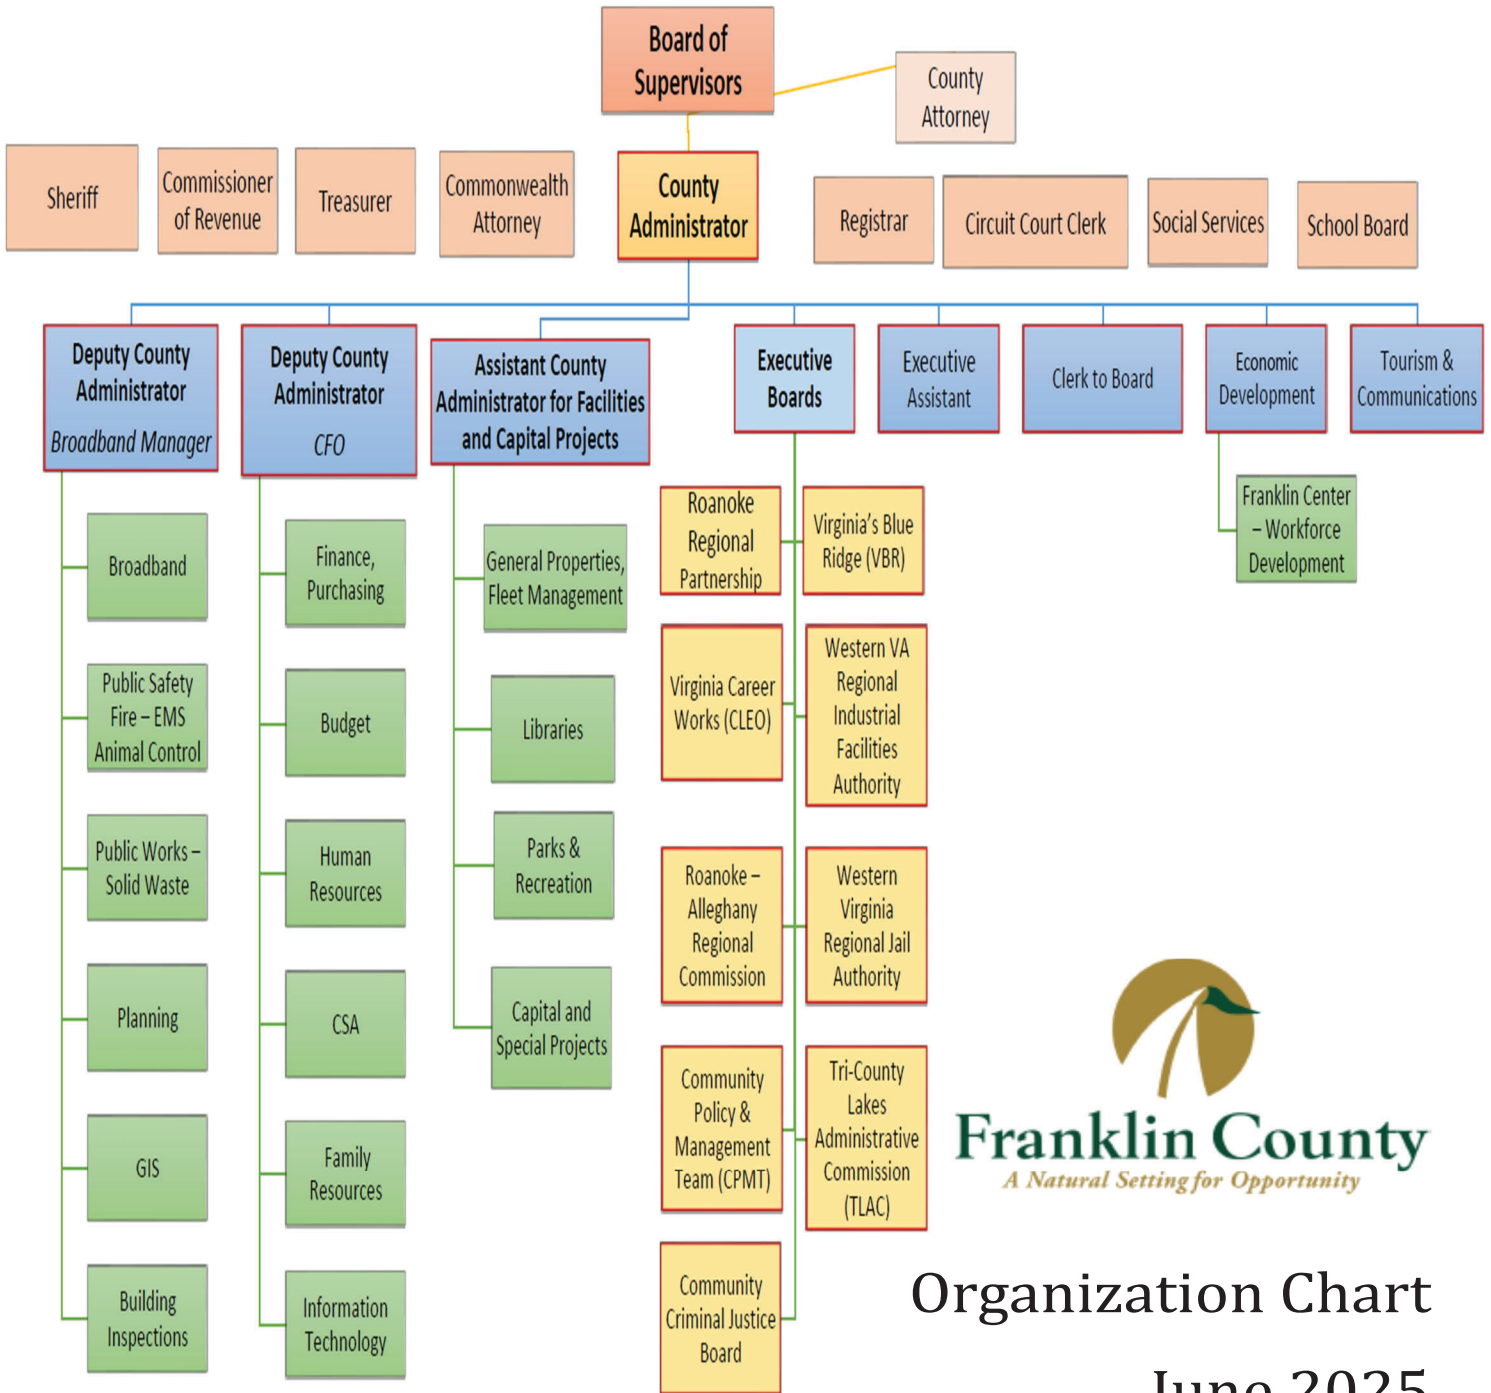 Board of
Supervisors
County
Attorney
Sheriff
Commissioner
of Revenue
Treasurer
Commonwealth
Attorney
County
Administrator
Registrar
Circuit Court Clerk
Social Services
School Board
Deputy County
Administrator
Broadband Manager
Deputy County
Administrator
CFO
Assistant County
Administrator for Facilities
and Capital Projects
Executive
Boards
Executive
Assistant
Clerk to Board
Economic
Development
Tourism &
Communications
Broadband
Public Safety
Fire – EMS
Animal Control
Public Works –
Solid Waste
Planning
GIS
Building
Inspections
Finance,
Purchasing
Budget
Human
Resources
CSA
Family
Resources
Information
Technology
General Properties,
Fleet Management
Libraries
Parks &
Recreation
Capital and
Special Projects
Roanoke
Regional
Partnership
Virginia's Blue
Ridge (VBR)
Virginia Career
Works (CLEO)
Western VA
Regional
Industrial
Facilities
Authority
Roanoke –
Alleghany
Regional
Commission
Western
Virginia
Regional Jail
Authority
Community
Policy &
Management
Team (CPMT)
Tri-County
Lakes
Administrative
Commission
(TLAC)
Community
Criminal Justice
Board
Franklin Center
– Workforce
Development
Franklin County
A Natural Setting for Opportunity
Organization Chart
June 2025